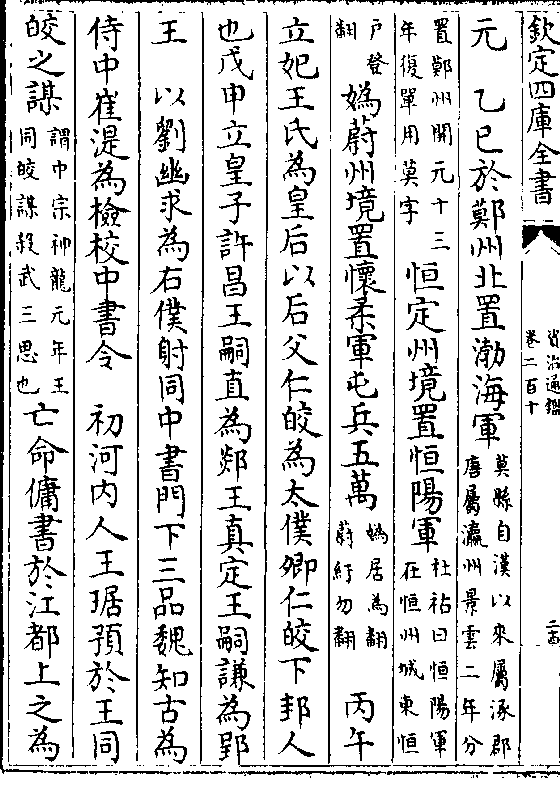 欽定四庫全書
資治通鑑
卷二百十
元　乙巳於鄚州北置渤海軍莫縣自漢以來屬涿郡唐屬瀛州景雲二年分
置鄚州開元十三年復單用莫字恒定州境置恒陽軍杜祐曰恒陽軍在恒州城東恒
戶登翻媯蔚州境置懷柔軍屯兵五萬媯居為翻蔚紆勿翻　丙午
立妃王氏為皇后以后父仁皎為太僕卿仁皎下邽人
也戊申立皇子許昌王嗣直為郯王真定王嗣謙為郢
王　以劉幽求為右僕射同中書門下三品魏知古為
侍中崔湜為檢校中書令　初河內人王琚預於王同
皎之謀謂中宗神龍元年王同皎謀殺武三思也亡命傭書於江都上之為